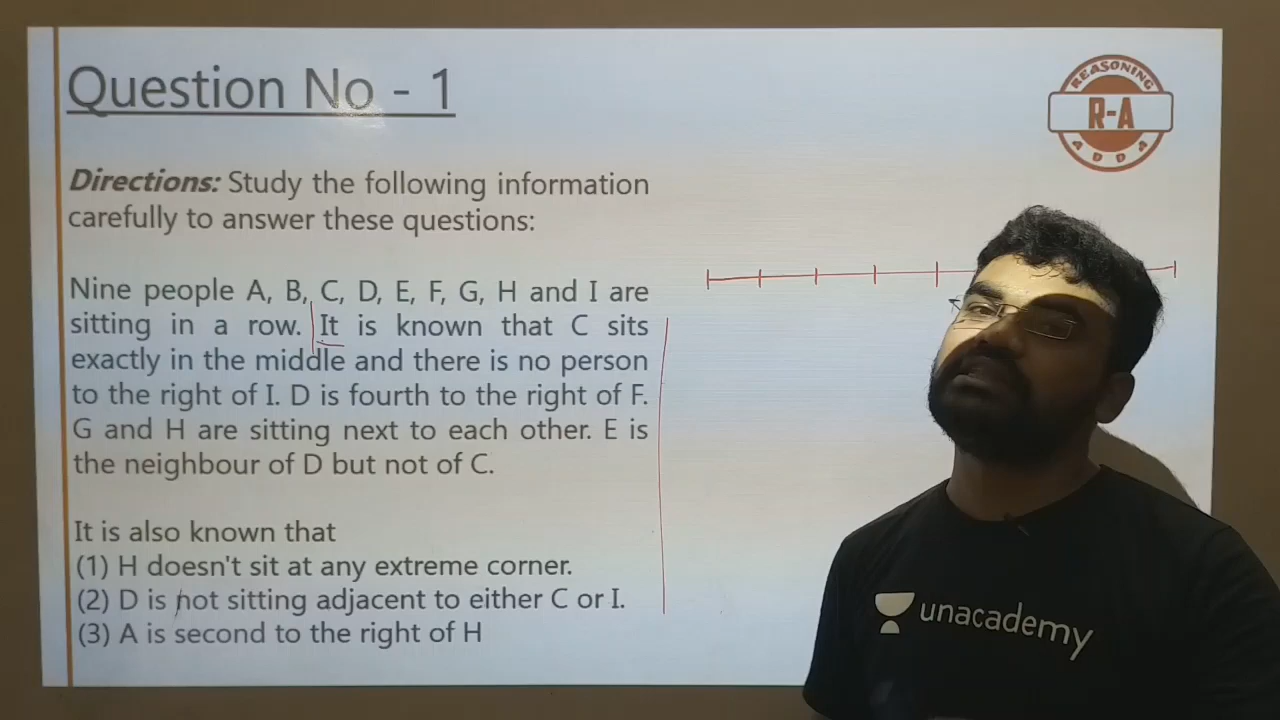 Question No - 1
REASONING
R-A
ADDA
Directions: Study the following information
carefully to answer these questions:
Nine people A, B, C, D, E, F, G, H and I are
sitting in a row. It is known that C sits
exactly in the middle and there is no person
to the right of I. D is fourth to the right of F.
G and H are sitting next to each other. E is
the neighbour of D but not of C.
It is also known that
(1) H doesn't sit at any extreme corner.
(2) D is not sitting adjacent to either C or I.
(3) A is second to the right of H
unacademy